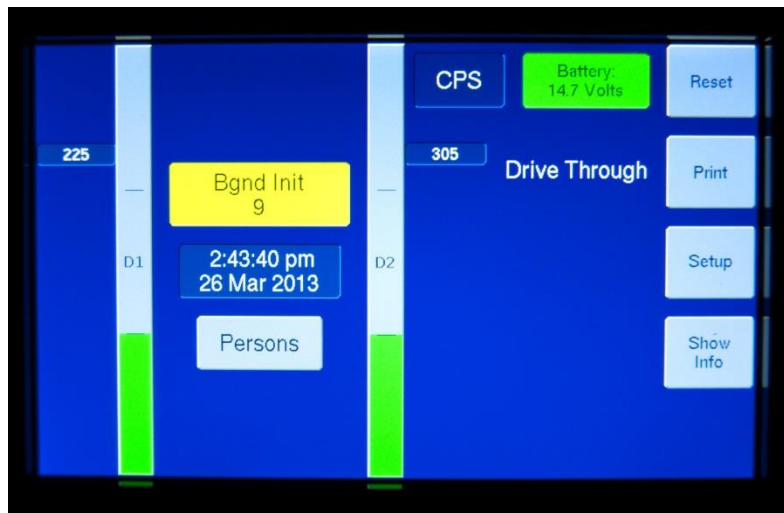 CPS
Battery:
14.7 Volts
Reset
225
305
Drive Through
Print
Bgnd Init
9
D1
2:43:40 pm
26 Mar 2013
D2
Setup
Persons
Show
Info